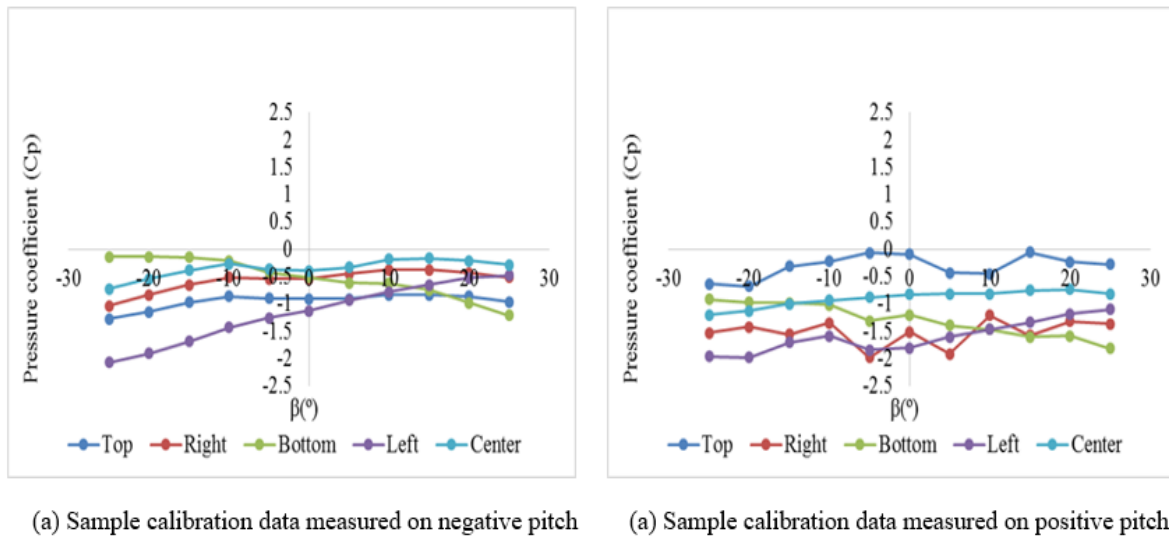 Pressure coefficient (Cp)
2.5
2
1.5
1
0.5
0
-0.5
-1
-1.5
-2
-2.5
-30 -20 -10 0 10 20 30
β(º)
Top Right Bottom Left Center
(a) Sample calibration data measured on negative pitch
Pressure coefficient (Cp)
2.5
2
1.5
1
0.5
0
-0.5
-1
-1.5
-2
-2.5
-30 -20 -10 0 10 20 30
β(º)
Top Right Bottom Left Center
(a) Sample calibration data measured on positive pitch